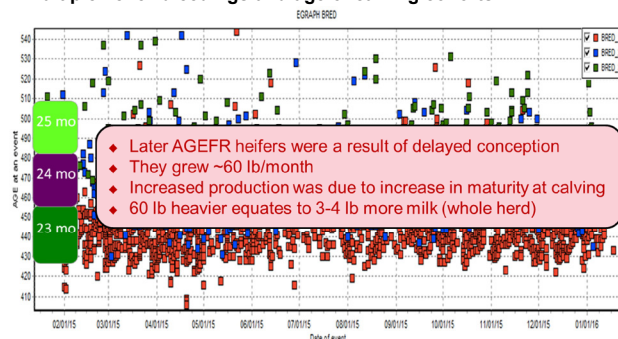 EGRAPH BRED
BRED_
BRED_
BRED_
540
530
520
510
500
490
480
470
460
450
440
430
420
410
AGE at an event
25 mo
24 mo
23 mo
Later AGEFR heifers were a result of delayed conception
They grew ~60 lb/month
Increased production was due to increase in maturity at calving
60 lb heavier equates to 3-4 lb more milk (whole herd)
02/01/15 03/01/15 04/01/15 05/01/15 06/01/15 07/01/15 08/01/15 09/01/15 10/01/15 11/01/15 12/01/15 01/01/16
Date of event